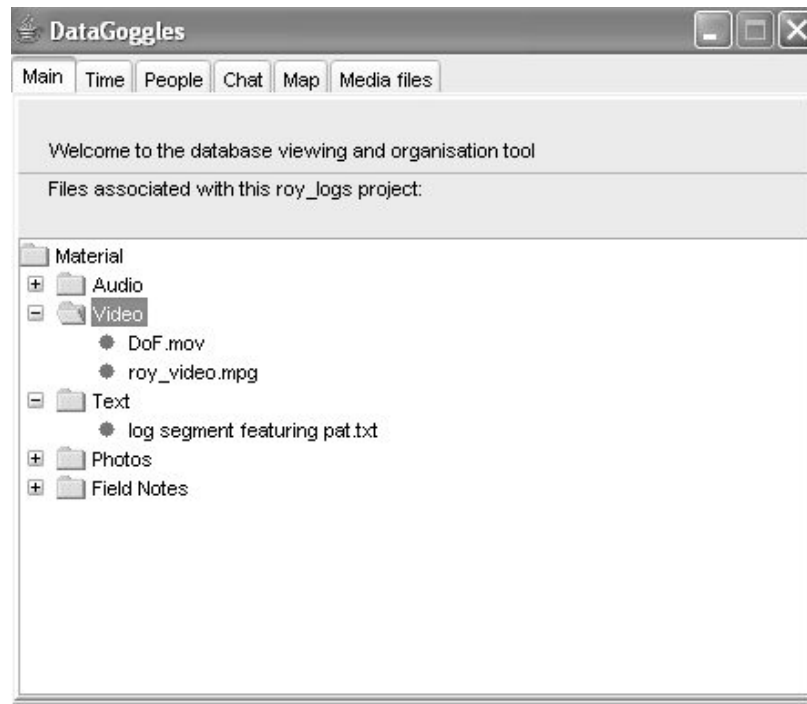 DataGoggles
Main Time People Chat Map Media files
Welcome to the database viewing and organisation tool
Files associated with this roy_logs project:
Material
Audio
Video
DoF.mov
roy_video.mpg
Text
log segment featuring pat.txt
Photos
Field Notes